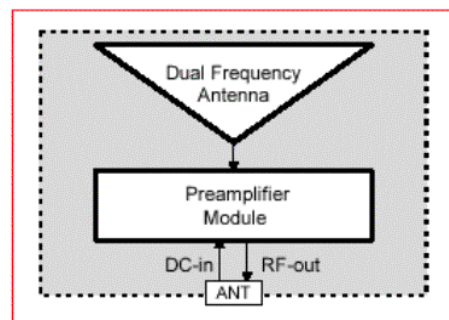 Dual Frequency
Antenna
Preamplifier
Module
DC-in RF-out
ANT